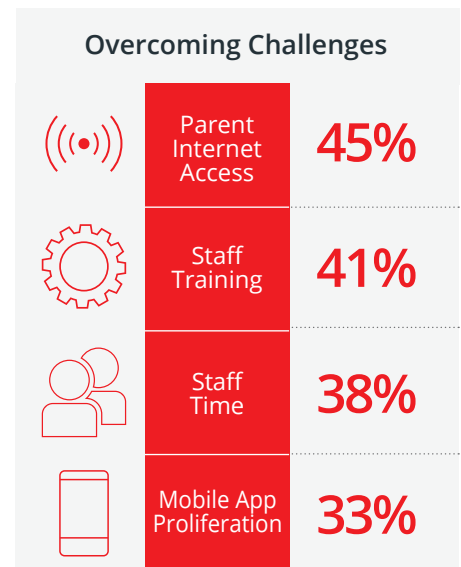 Overcoming Challenges
Parent
Internet
Access
45%
Staff
Training
41%
Staff
Time
38%
Mobile App
Proliferation
33%